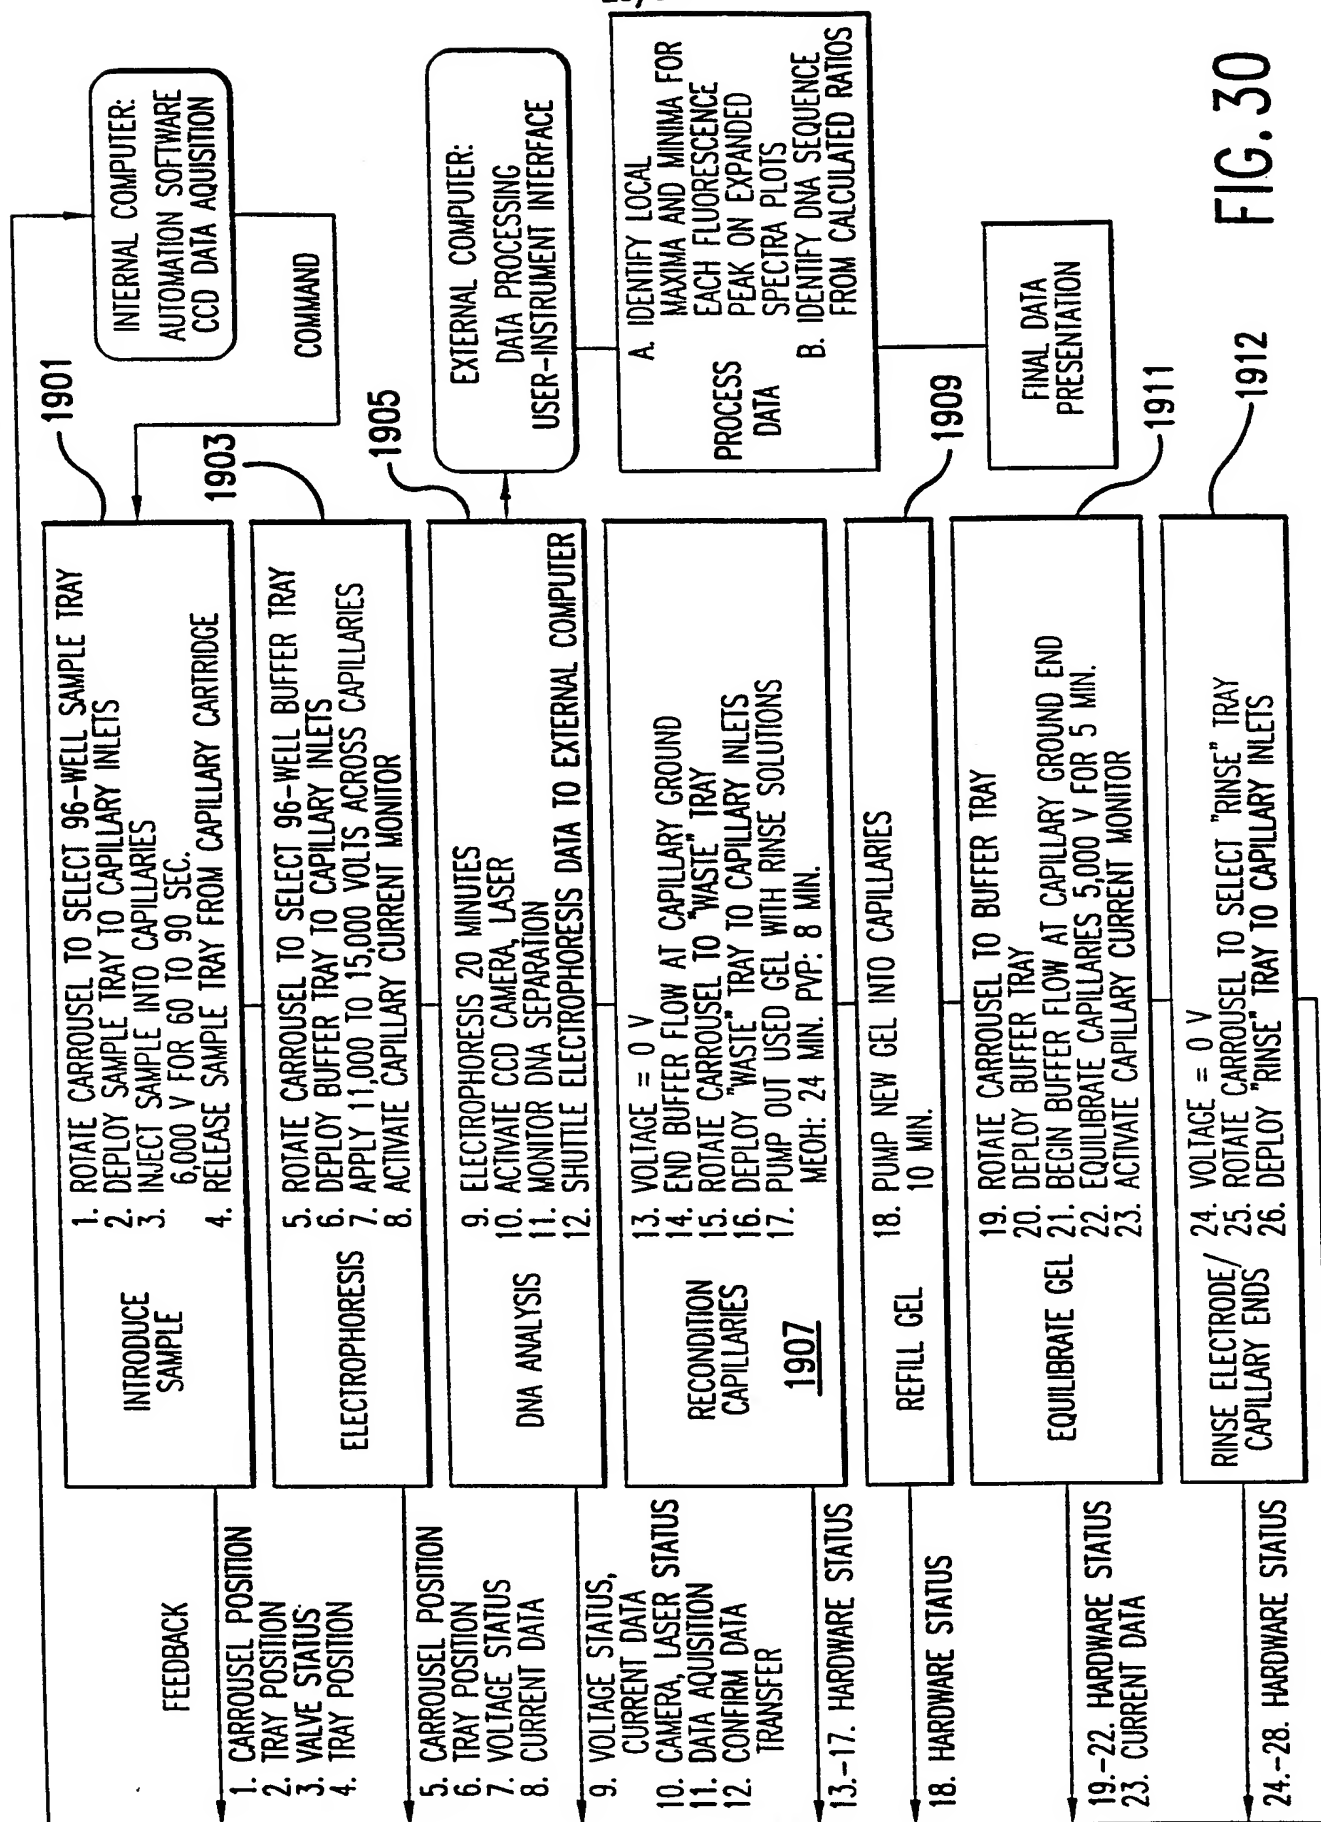 FEEDBACK
1. CARROUSEL POSITION
2. TRAY POSITION
3. VALVE STATUS
4. TRAY POSITION
INTRODUCE
SAMPLE
1. ROTATE CARROUSEL TO SELECT 96-WELL SAMPLE TRAY
2. DEPLOY SAMPLE TRAY TO CAPILLARY INLETS
3. INJECT SAMPLE INTO CAPILLARIES
6,000 V FOR 60 TO 90 SEC.
4. RELEASE SAMPLE TRAY FROM CAPILLARY CARTRIDGE
1901
INTERNAL COMPUTER:
AUTOMATION SOFTWARE
CCD DATA AQUISITION
COMMAND
5. CARROUSEL POSITION
6. TRAY POSITION
7. VOLTAGE STATUS
8. CURRENT DATA
ELECTROPHORESIS
5. ROTATE CARROUSEL TO SELECT 96-WELL BUFFER TRAY
6. DEPLOY BUFFER TRAY TO CAPILLARY INLETS
7. APPLY 11,000 TO 15,000 VOLTS ACROSS CAPILLARIES
8. ACTIVATE CAPILLARY CURRENT MONITOR
1903
9. VOLTAGE STATUS,
CURRENT DATA
10. CAMERA, LASER STATUS
11. DATA AQUISITION
12. CONFIRM DATA
TRANSFER
DNA ANALYSIS
9. ELECTROPHORESIS 20 MINUTES
10. ACTIVATE CCD CAMERA, LASER
11. MONITOR DNA SEPARATION
12. SHUTTLE ELECTROPHORESIS DATA TO EXTERNAL COMPUTER
1905
EXTERNAL COMPUTER:
DATA PROCESSING
USER-INSTRUMENT INTERFACE
13.-17. HARDWARE STATUS
RECONDITION
CAPILLARIES
1907
13. VOLTAGE = 0 V
14. END BUFFER FLOW AT CAPILLARY GROUND
15. ROTATE CARROUSEL TO "WASTE" TRAY
16. DEPLOY "WASTE" TRAY TO CAPILLARY INLETS
17. PUMP OUT USED GEL WITH RINSE SOLUTIONS
MEOH: 24 MIN. PVP: 8 MIN.
PROCESS
DATA
A. IDENTIFY LOCAL
MAXIMA AND MINIMA FOR
EACH FLUORESCENCE
PEAK ON EXPANDED
SPECTRA PLOTS
B. IDENTIFY DNA SEQUENCE
FROM CALCULATED RATIOS
18. HARDWARE STATUS
REFILL GEL
18. PUMP NEW GEL INTO CAPILLARIES
10 MIN.
1909
19.-22. HARDWARE STATUS
23. CURRENT DATA
EQUILIBRATE GEL
19. ROTATE CARROUSEL TO BUFFER TRAY
20. DEPLOY BUFFER TRAY
21. BEGIN BUFFER FLOW AT CAPILLARY GROUND END
22. EQUILIBRATE CAPILLARIES 5,000 V FOR 5 MIN.
23. ACTIVATE CAPILLARY CURRENT MONITOR
1911
FINAL DATA
PRESENTATION
24.-28. HARDWARE STATUS
RINSE ELECTRODE/
CAPILLARY ENDS
24. VOLTAGE = 0 V
25. ROTATE CARROUSEL TO SELECT "RINSE" TRAY
26. DEPLOY "RINSE" TRAY TO CAPILLARY INLETS
1912
FIG. 30